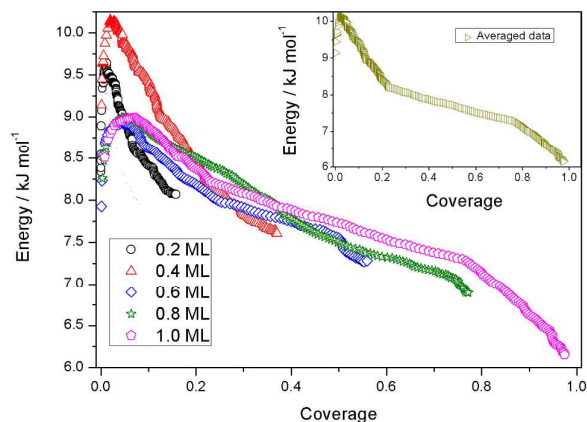 Energy / kJ mol⁻¹
10.0
9.5
9.0
8.5
8.0
7.5
7.0
6.5
6.0
0.0
0.2
0.4
0.6
0.8
1.0
Coverage
0.2 ML
0.4 ML
0.6 ML
0.8 ML
1.0 ML
Energy / kJ mol⁻¹
10
9
8
7
6
0.0
0.2
0.4
0.6
0.8
1.0
Coverage
Averaged data